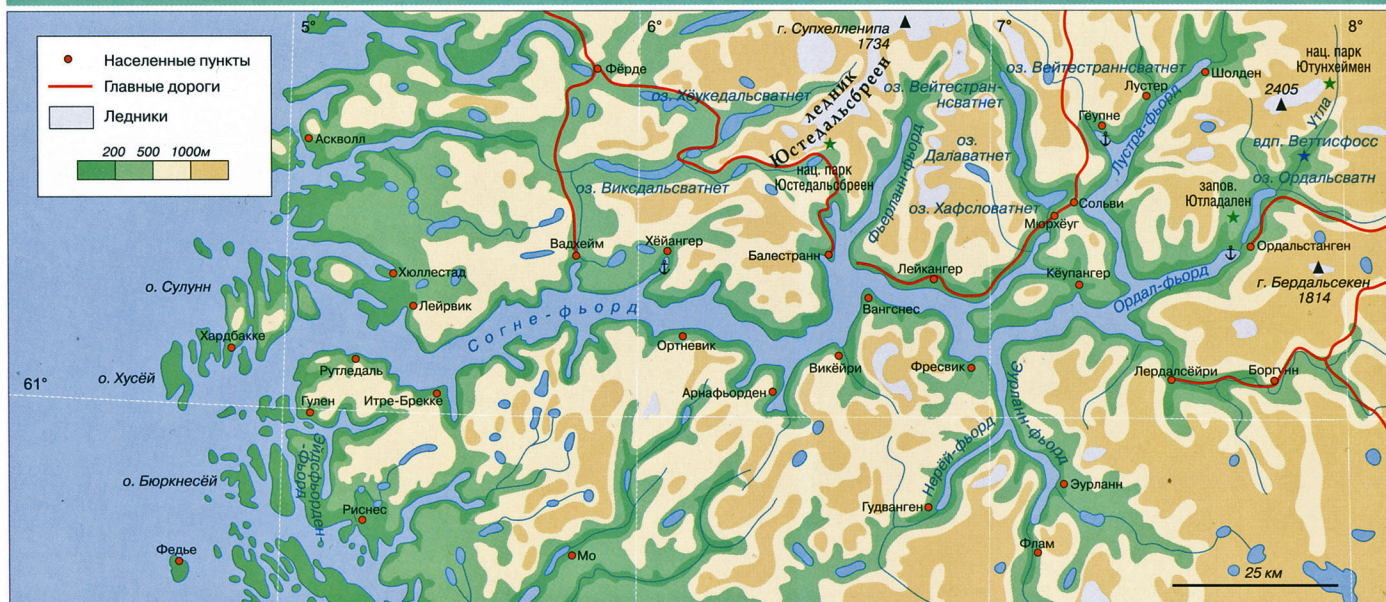 5°
6°
7°
8°
61°
Населенные пункты
Главные дороги
Ледники
200 500 1000м
г. Супхелленипа
1734
Фёрде
оз. Хёукедальсватнет
ледник
Юстедальсбреен
нац. парк
Юстедальсбреен
оз. Вейтестран-
нсватнет
оз. Вейтестраннсватнет
Шолден
нац. парк
Ютунхеймен
2405
Утла
Лустер
Гёупне
Лустра-фьорд
Аскволл
оз. Виксдальсватнет
Фьерланн-фьорд
оз.
Далаватнет
вдп. Веттисфосс
оз. Ордальсватн
запов.
Ютладален
оз. Хафсловатнет
Сольви
Мюрхёуг
Вадхейм
Хёйангер
Балестранн
Лейкангер
Кёупангер
Ордальстанген
Ордал-фьорд
г. Бердальсекен
1814
Хюллестад
о. Сулунн
Лейрвик
Согне-фьорд
Вангснес
Хардбакке
Ортневик
Рутледаль
Викёйри
Фресвик
Лердалсёйри
Боргунн
о. Хусёй
Гулен
Итре-Брекке
Арнафьорден
Эурланн-фьорд
Нерёй-фьорд
Эйдсфьорден-
Фьорд
о. Бюркнесёй
Риснес
Гудванген
Эурланн
Федье
Мо
Флам
25 км